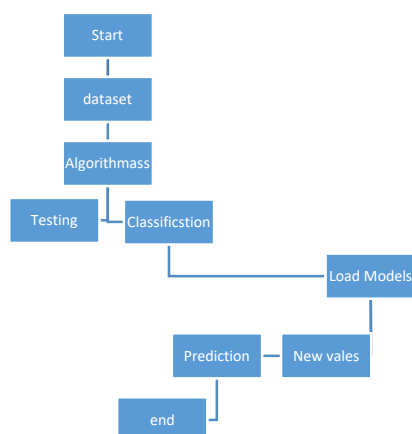 Start
dataset
Algorithmass
Testing
Classificstion
Load Models
Prediction
New vales
end